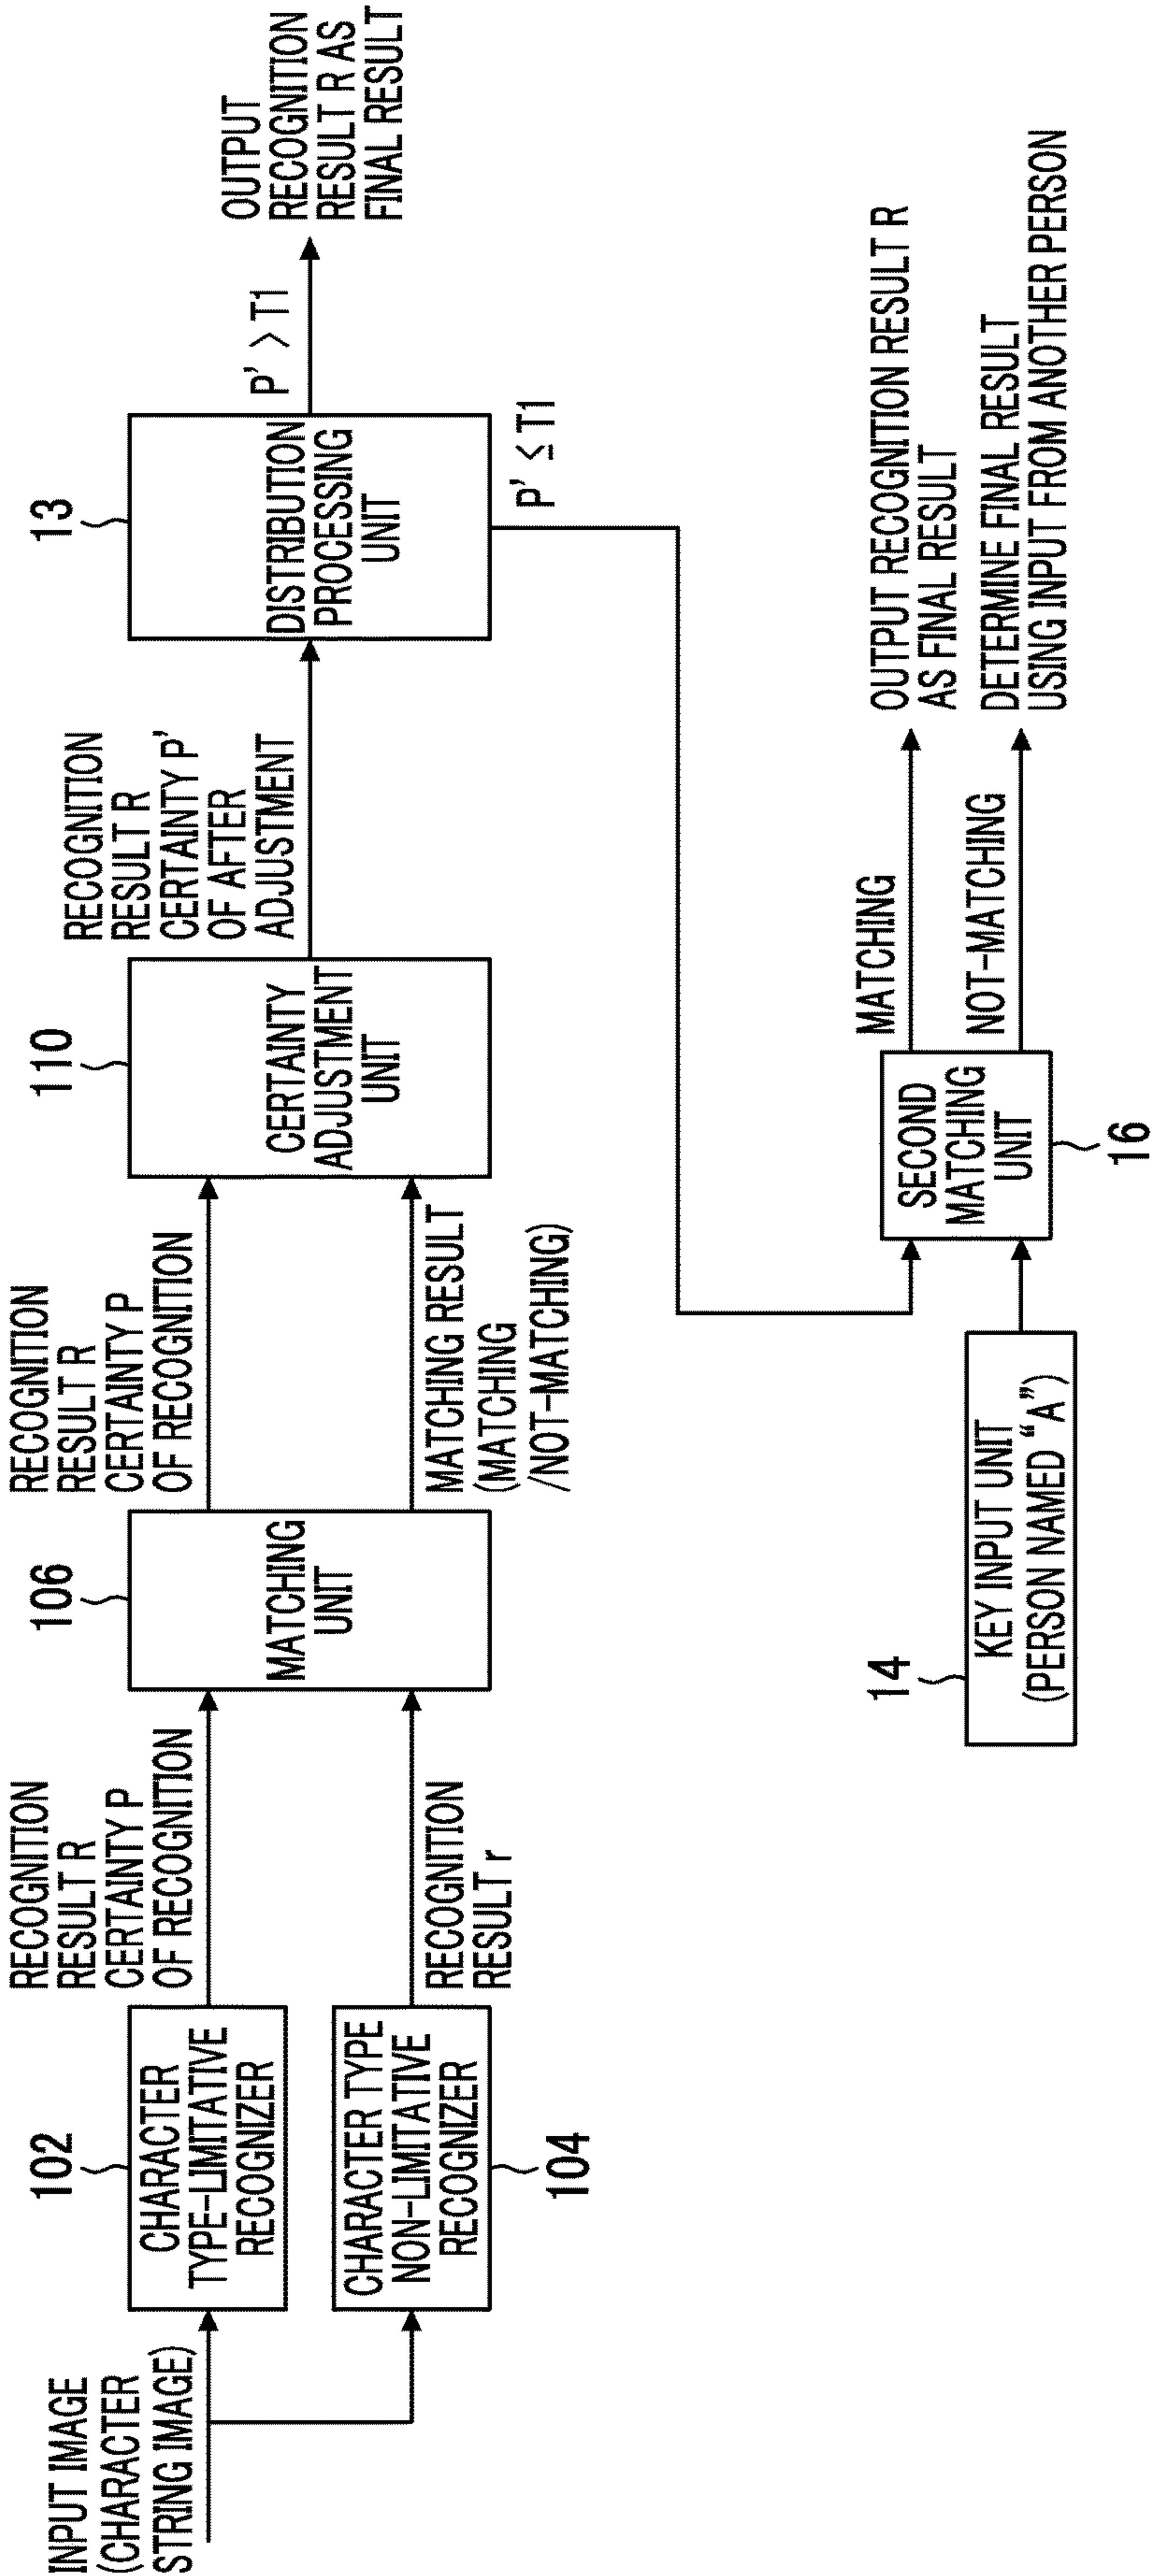 INPUT IMAGE
(CHARACTER
STRING IMAGE)
102
CHARACTER
TYPE-LIMITATIVE
RECOGNIZER
CHARACTER TYPE
NON-LIMITATIVE
RECOGNIZER
104
RECOGNITION
RESULT R
CERTAINTY P
OF RECOGNITION
RECOGNITION
RESULT r
106
MATCHING
UNIT
RECOGNITION
RESULT R
CERTAINTY P
OF RECOGNITION
MATCHING RESULT
(MATCHING
/NOT-MATCHING)
110
CERTAINTY
ADJUSTMENT
UNIT
RECOGNITION
RESULT R
CERTAINTY P'
OF AFTER
ADJUSTMENT
13
DISTRIBUTION
PROCESSING
UNIT
P' > T1
OUTPUT
RECOGNITION
RESULT R AS
FINAL RESULT
P' ≤ T1
14
KEY INPUT UNIT
(PERSON NAMED “A”)
SECOND
MATCHING
UNIT
16
MATCHING
OUTPUT RECOGNITION RESULT R
AS FINAL RESULT
NOT-MATCHING
DETERMINE FINAL RESULT
USING INPUT FROM ANOTHER PERSON